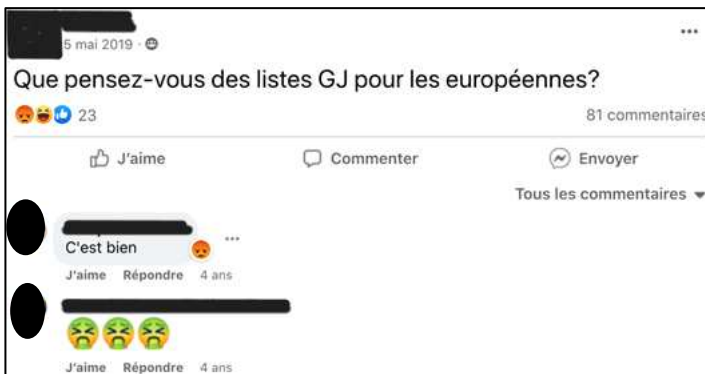 5 mai 2019 ·
Que pensez-vous des listes GJ pour les européennes?
23
81 commentaires
J'aime
Commenter
Envoyer
Tous les commentaires
C'est bien
J'aime Répondre 4 ans
J'aime Répondre 4 ans